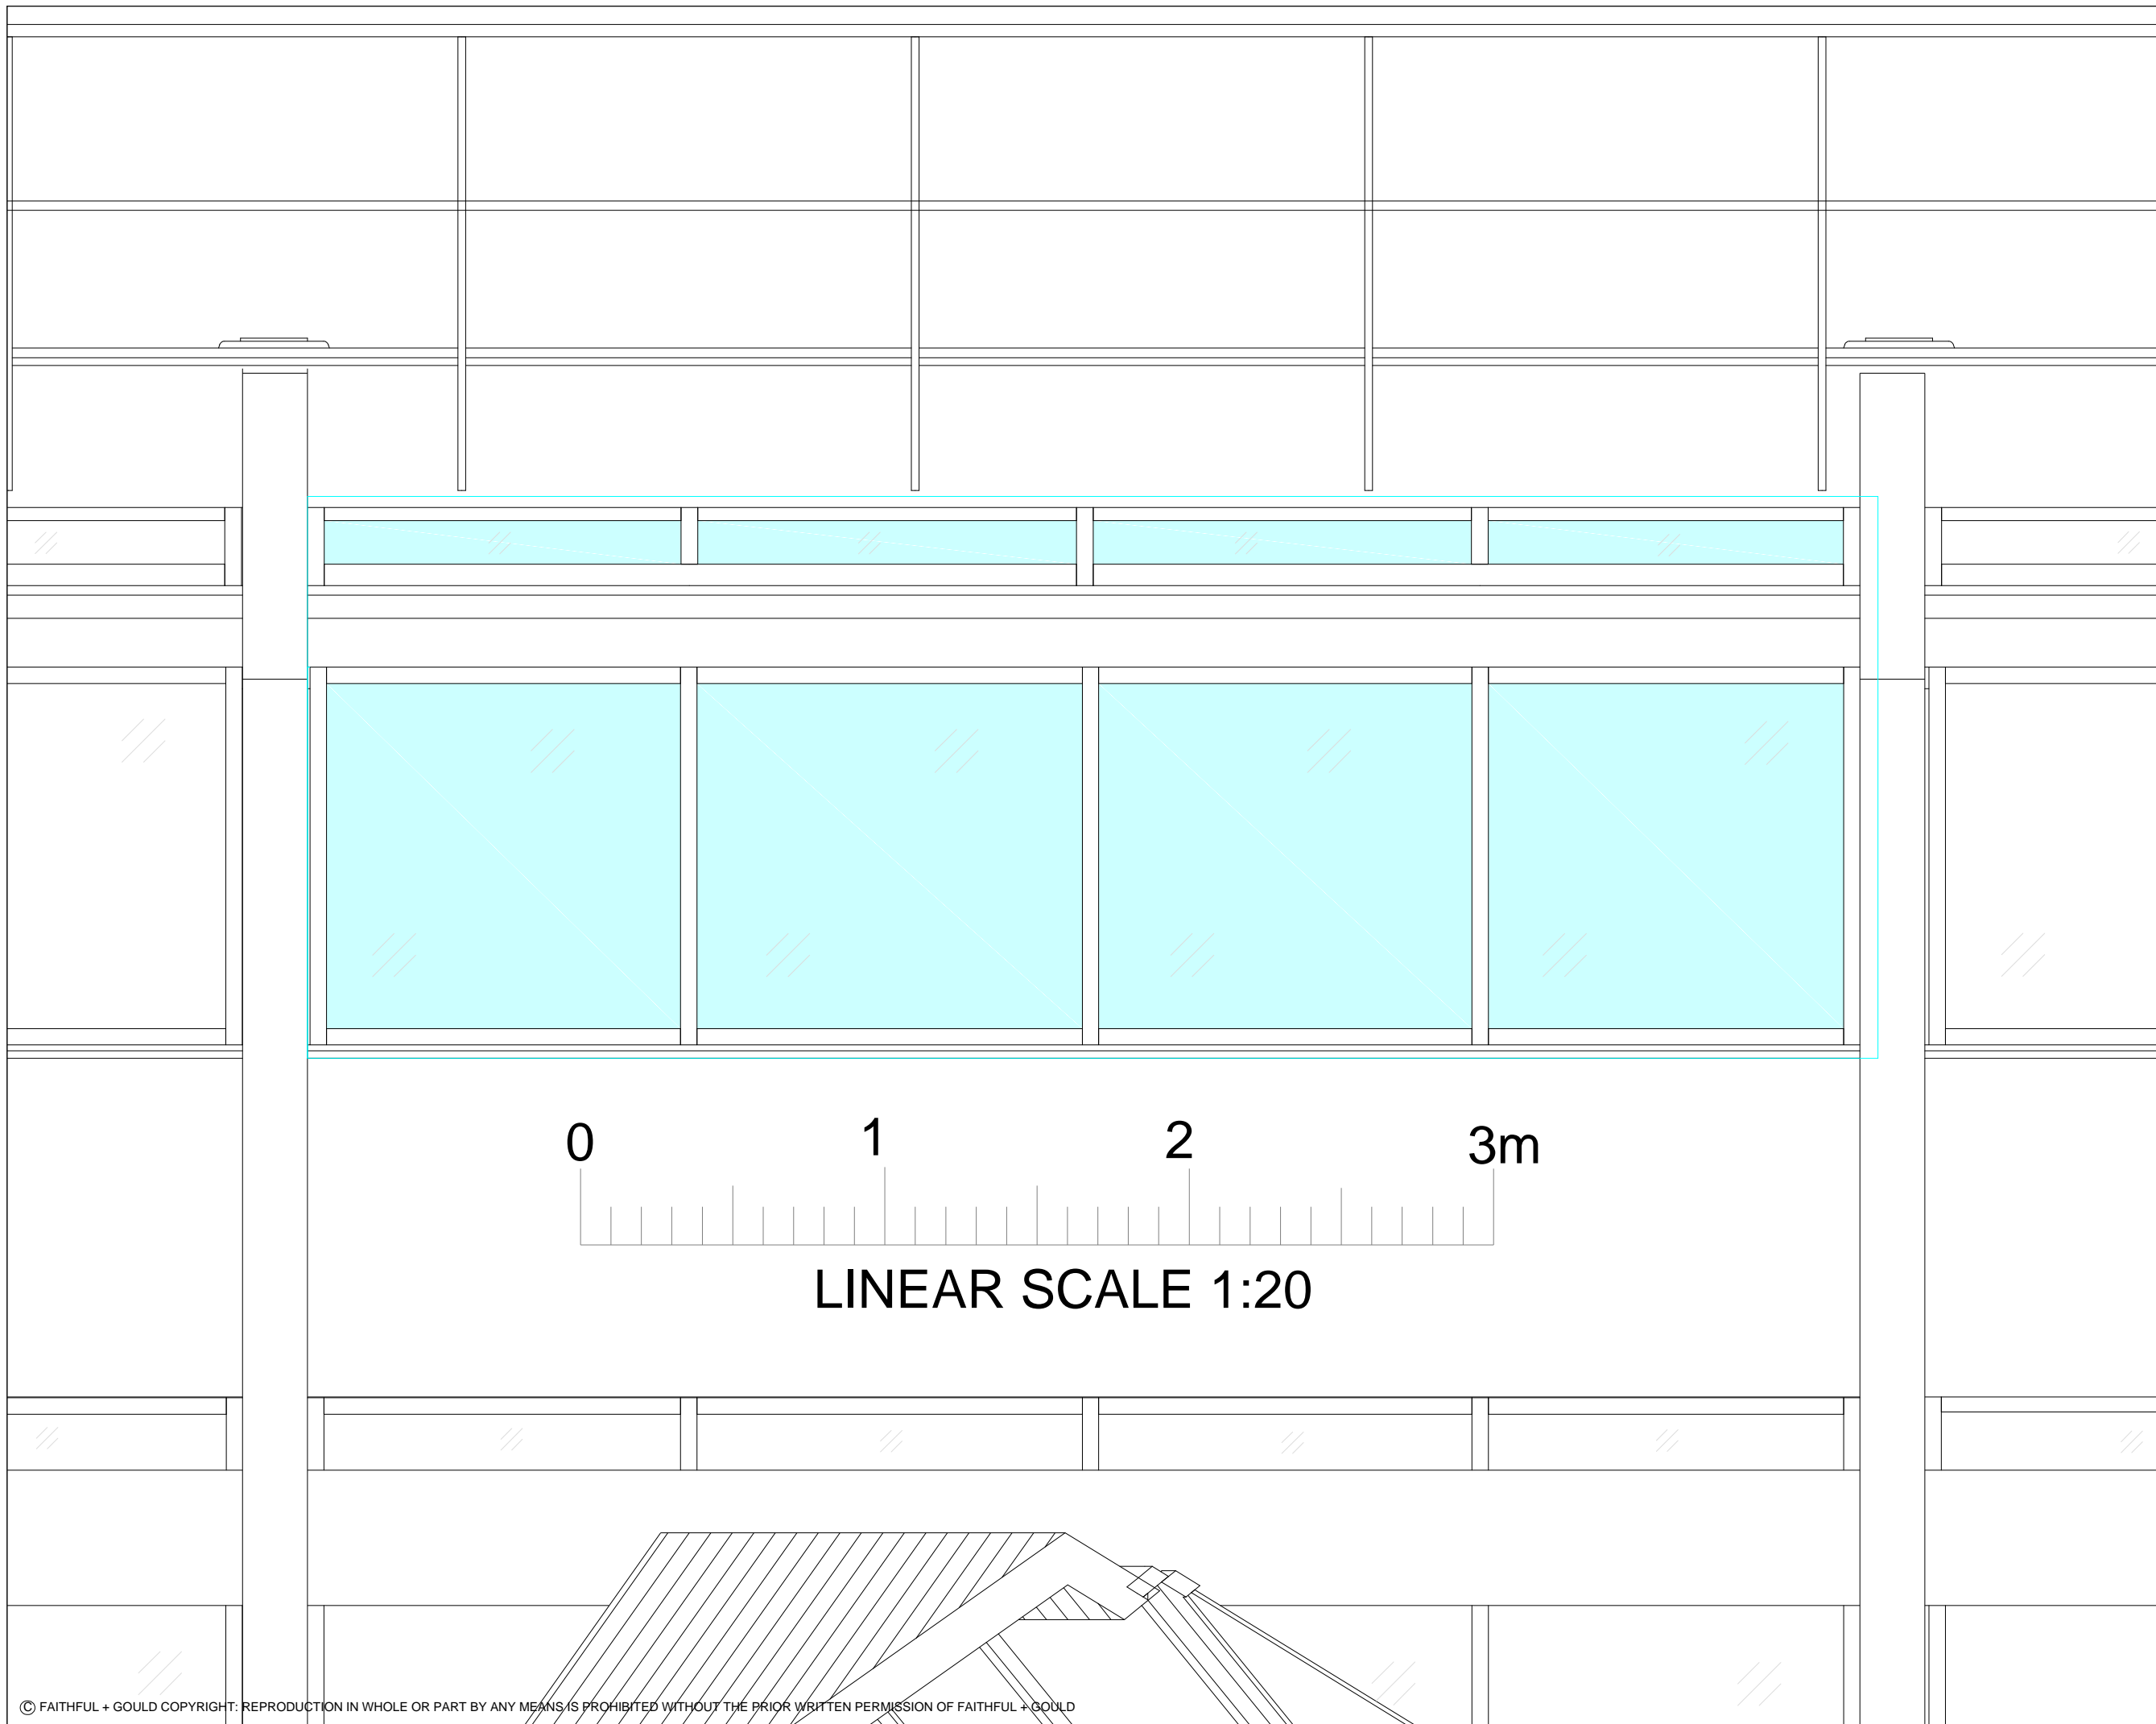 0 1 2 3m
LINEAR SCALE 1:20
© FAITHFUL + GOULD COPYRIGHT: REPRODUCTION IN WHOLE OR PART BY ANY MEANS IS PROHIBITED WITHOUT THE PRIOR WRITTEN PERMISSION OF FAITHFUL + GOULD